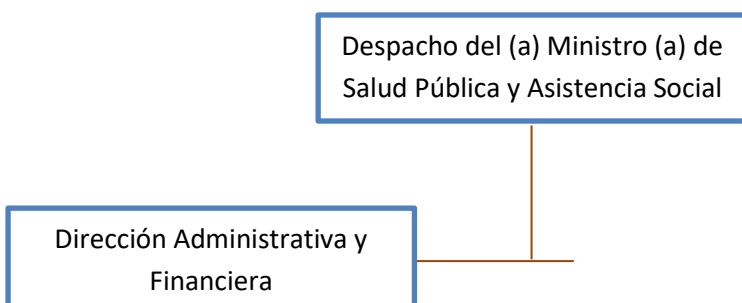 Despacho del (a) Ministro (a) de
Salud Pública y Asistencia Social
Dirección Administrativa y
Financiera